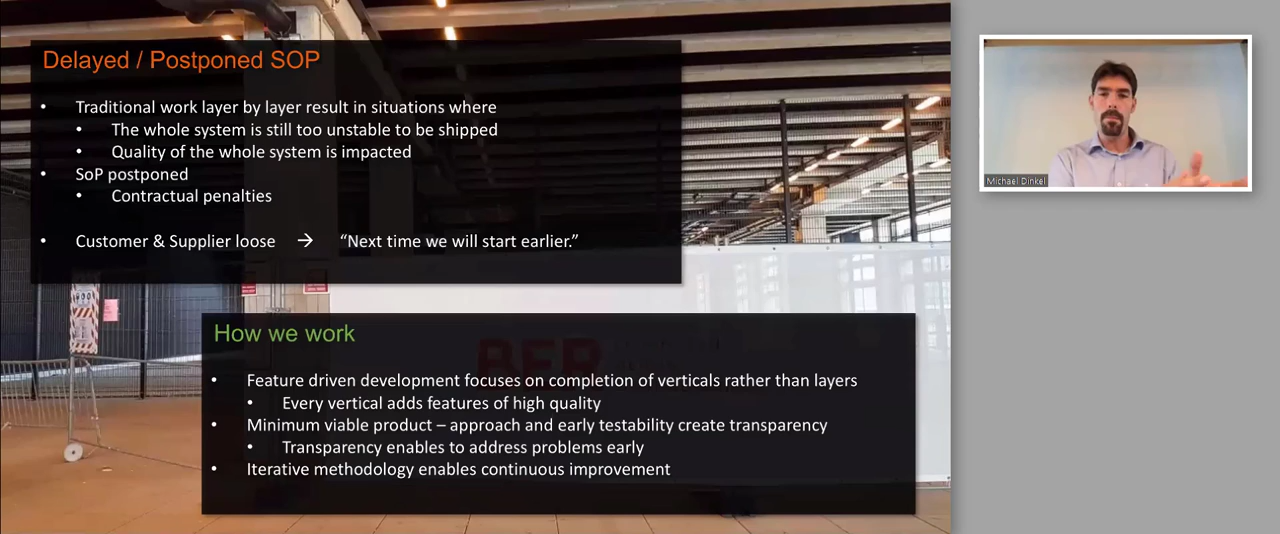 Delayed / Postponed SOP
• Traditional work layer by layer result in situations where
• The whole system is still too unstable to be shipped
• Quality of the whole system is impacted
• SoP postponed
• Contractual penalties
• Customer & Supplier loose → “Next time we will start earlier.”
How we work
BER
• Feature driven development focuses on completion of verticals rather than layers
• Every vertical adds features of high quality
• Minimum viable product – approach and early testability create transparency
• Transparency enables to address problems early
• Iterative methodology enables continuous improvement
Michael Dinkel